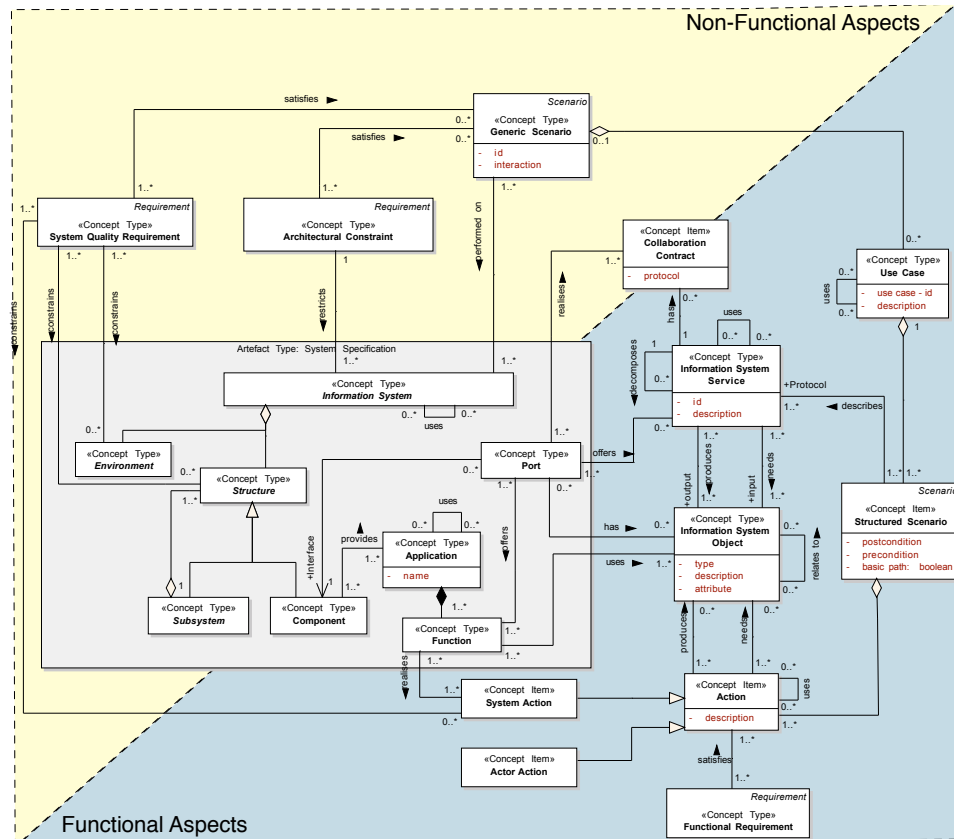 Non-Functional Aspects
Scenario
«Concept Type»
Generic Scenario
- id
- interaction
satisfies
0..*
satisfies
0..*
0..1
1..*
1..*
1..*
Requirement
«Concept Type»
System Quality Requirement
1..*
1..*
1..*
Requirement
«Concept Type»
Architectural Constraint
1
performed on
«Concept Item»
Collaboration
Contract
- protocol
1..*
0..*
0..*
«Concept Type»
Use Case
- use case - id
- description
0..*
uses
0..*
1
constrains
constrains
constrains
restricts
realises
has
1
uses
0..*
0..*
Artefact Type: System Specification
1..*
1..*
«Concept Type»
Information System
0..*
0..*
uses
decomposes
1
0..*
«Concept Type»
Information System
Service
- id
- description
+Protocol
1..*
describes
0..*
0..*
«Concept Type»
Environment
0..*
1..*
«Concept Type»
Structure
1..*
«Concept Type»
Port
0..*
0..*
1..*
1..*
offers
1..*
1..*
produces
needs
+output
+input
1..*
1..*
1..*
1..*
Scenario
«Concept Item»
Structured Scenario
- postcondition
- precondition
- basic path: boolean
uses
0..*
0..*
provides
1..*
«Concept Type»
Application
- name
offers
has
0..*
uses
1..*
«Concept Type»
Information System
Object
- type
- description
- attribute
0..*
relates to
0..*
+Interface
1
1..*
1
«Concept Type»
Subsystem
«Concept Type»
Component
1..*
1..*
«Concept Type»
Function
1..*
1..*
0..*
0..*
produces
needs
realises
1..*
0..*
«Concept Item»
System Action
1..*
1..*
«Concept Item»
Action
- description
0..*
uses
0..*
1..*
1..*
«Concept Item»
Actor Action
satisfies
1..*
Requirement
«Concept Type»
Functional Requirement
Functional Aspects